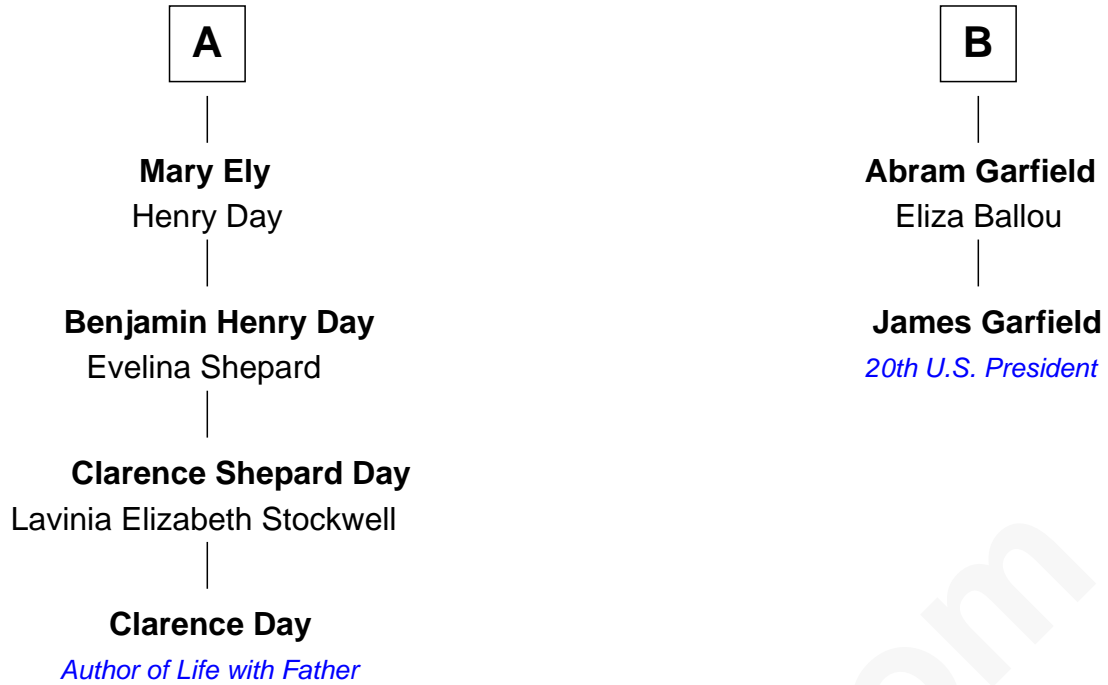 A
Mary Ely
Henry Day
Benjamin Henry Day
Evelina Shepard
Clarence Shepard Day
Lavinia Elizabeth Stockwell
Clarence Day
Author of Life with Father
B
Abram Garfield
Eliza Ballou
James Garfield
20th U.S. President
om